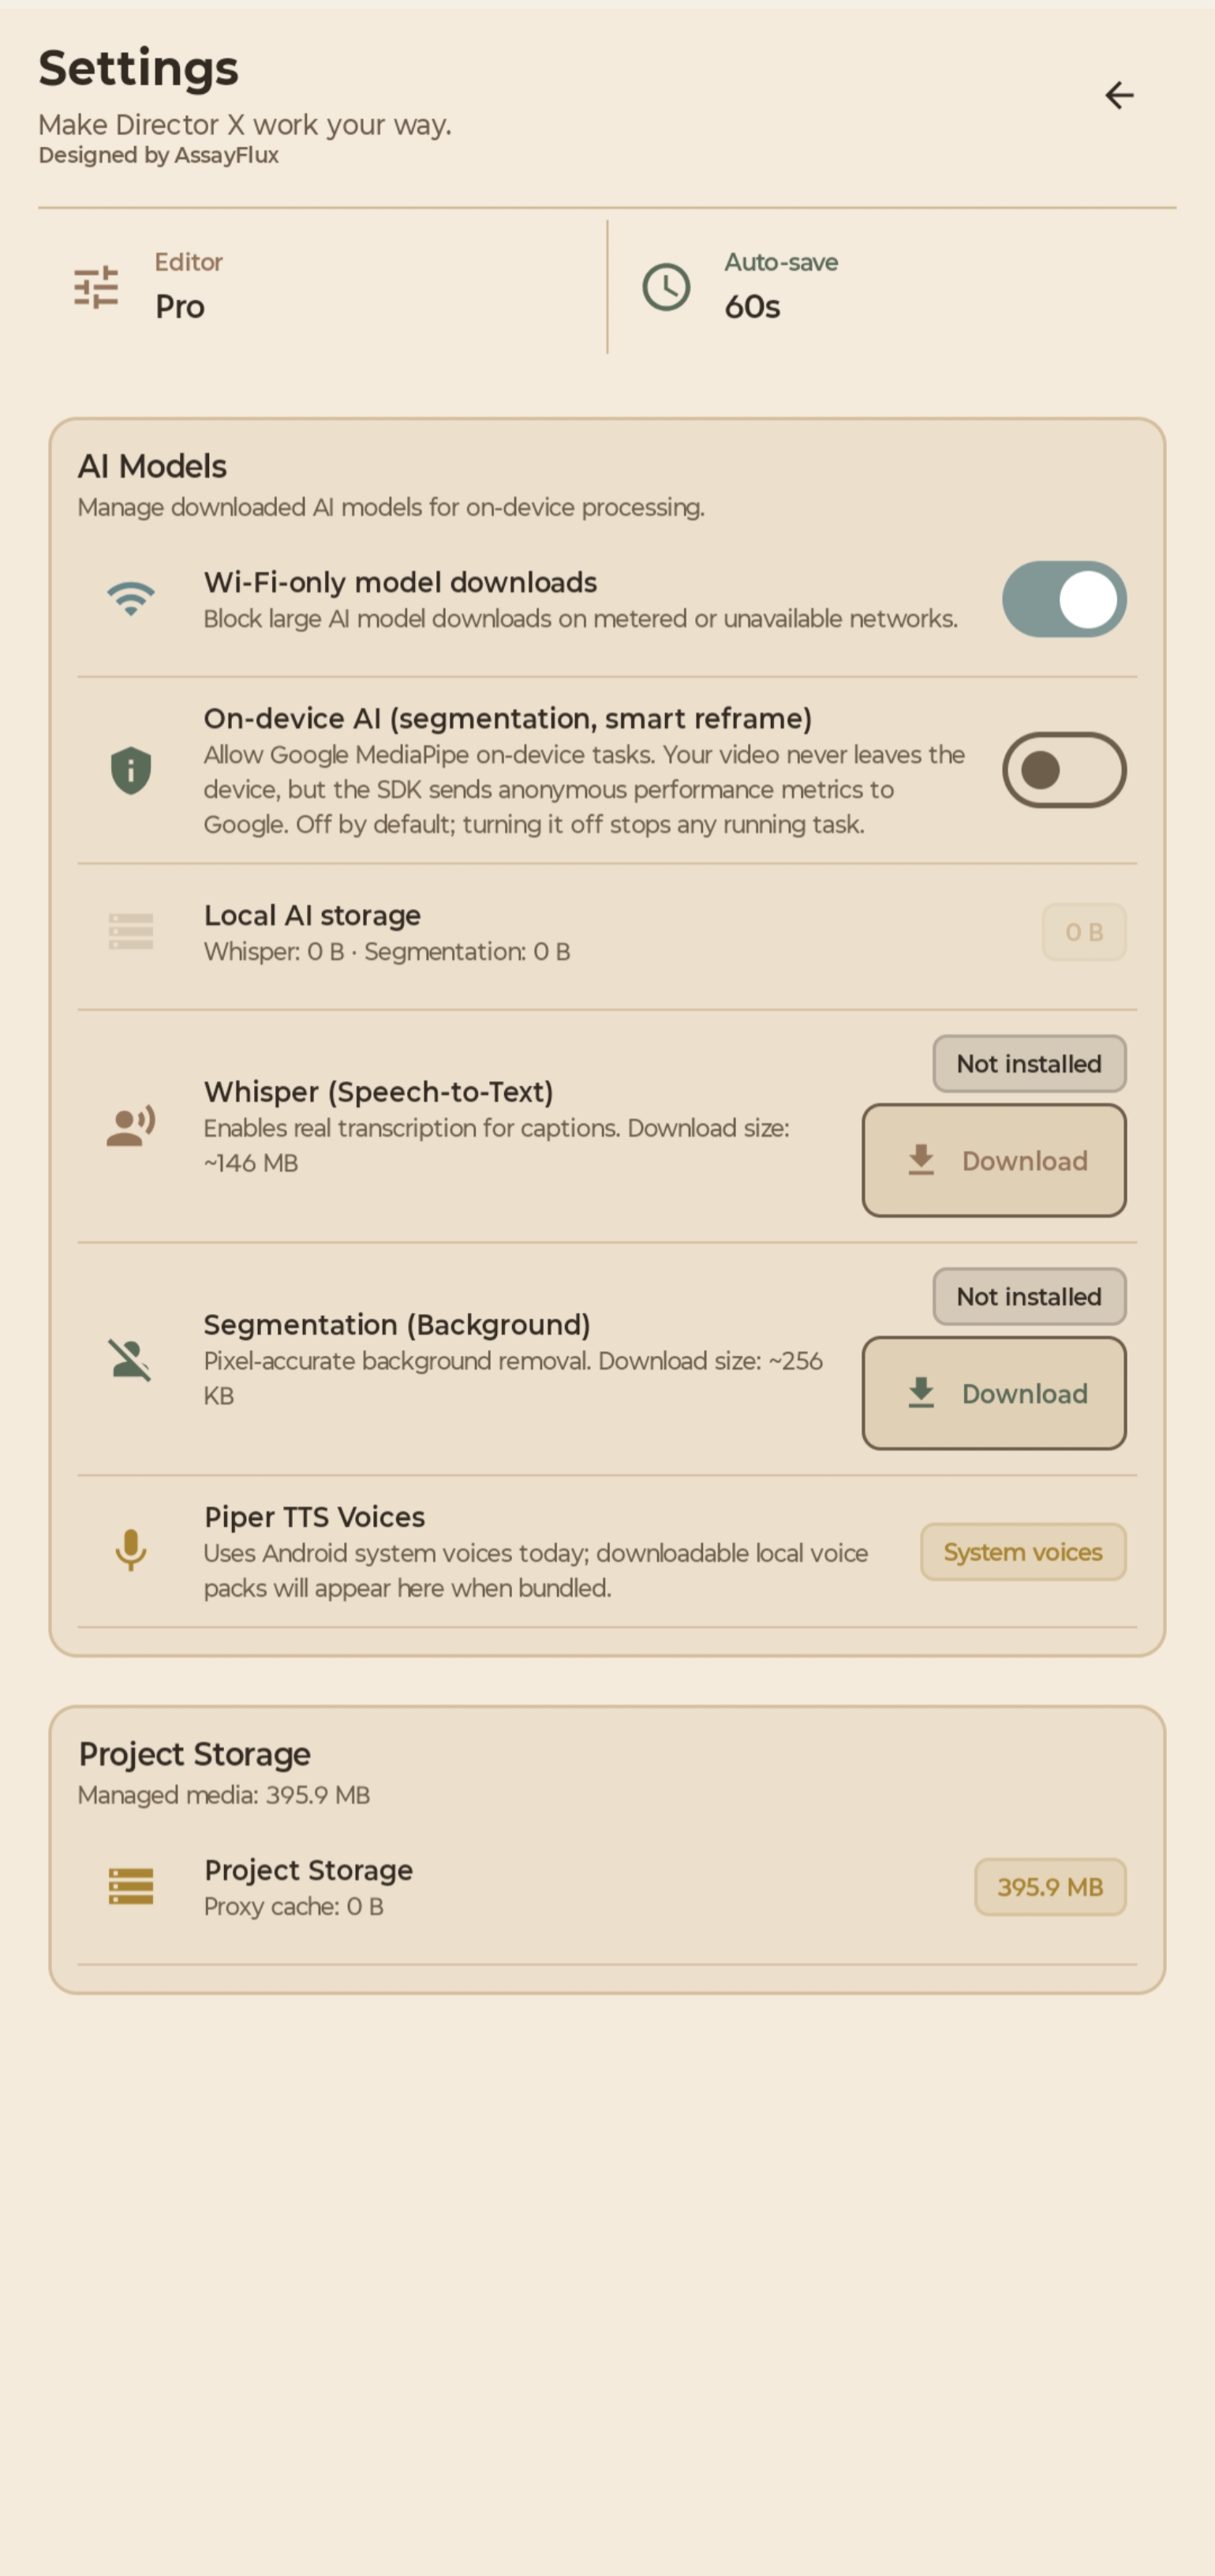 Settings
Make Director X work your way.
Designed by AssayFlux
Editor
Pro
Auto-save
60s
AI Models
Manage downloaded AI models for on-device processing.
Wi-Fi-only model downloads
Block large AI model downloads on metered or unavailable networks.
On-device AI (segmentation, smart reframe)
Allow Google MediaPipe on-device tasks. Your video never leaves the
device, but the SDK sends anonymous performance metrics to
Google. Off by default; turning it off stops any running task.
Local AI storage
Whisper: 0 B · Segmentation: 0 B
0 B
Not installed
Whisper (Speech-to-Text)
Enables real transcription for captions. Download size:
~146 MB
Download
Not installed
Segmentation (Background)
Pixel-accurate background removal. Download size: ~256
KB
Download
Piper TTS Voices
Uses Android system voices today; downloadable local voice
packs will appear here when bundled.
System voices
Project Storage
Managed media: 395.9 MB
Project Storage
Proxy cache: 0 B
395.9 MB